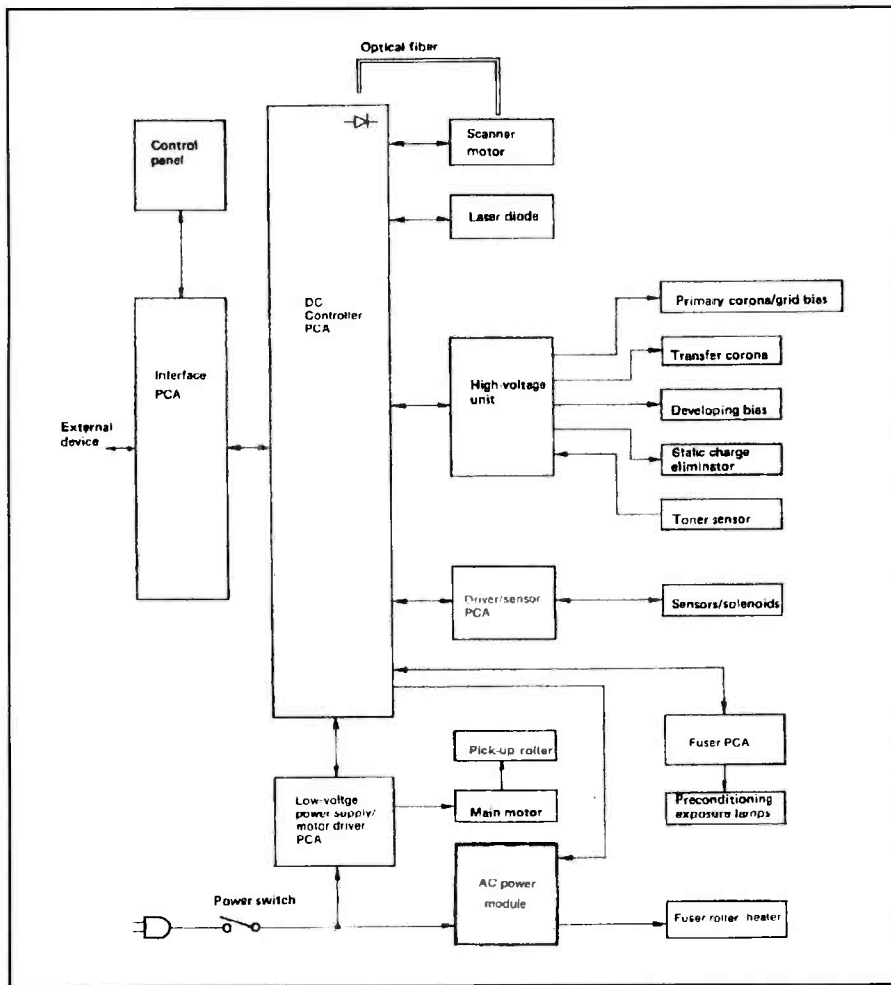 Optical fiber
Control
panel
Scanner
motor
Laser diode
DC
Controller
PCA
Primary corona/grid bias
Transfer corona
Interface
PCA
High-voltage
unit
Developing bias
External
device
Static charge
eliminator
Toner sensor
Driver/sensor
PCA
Sensors/solenoids
Pick-up roller
Fuser PCA
Low-voltge
power supply/
motor driver
PCA
Main motor
Preconditioning
exposure lamps
Power switch
AC power
module
Fuser roller heater